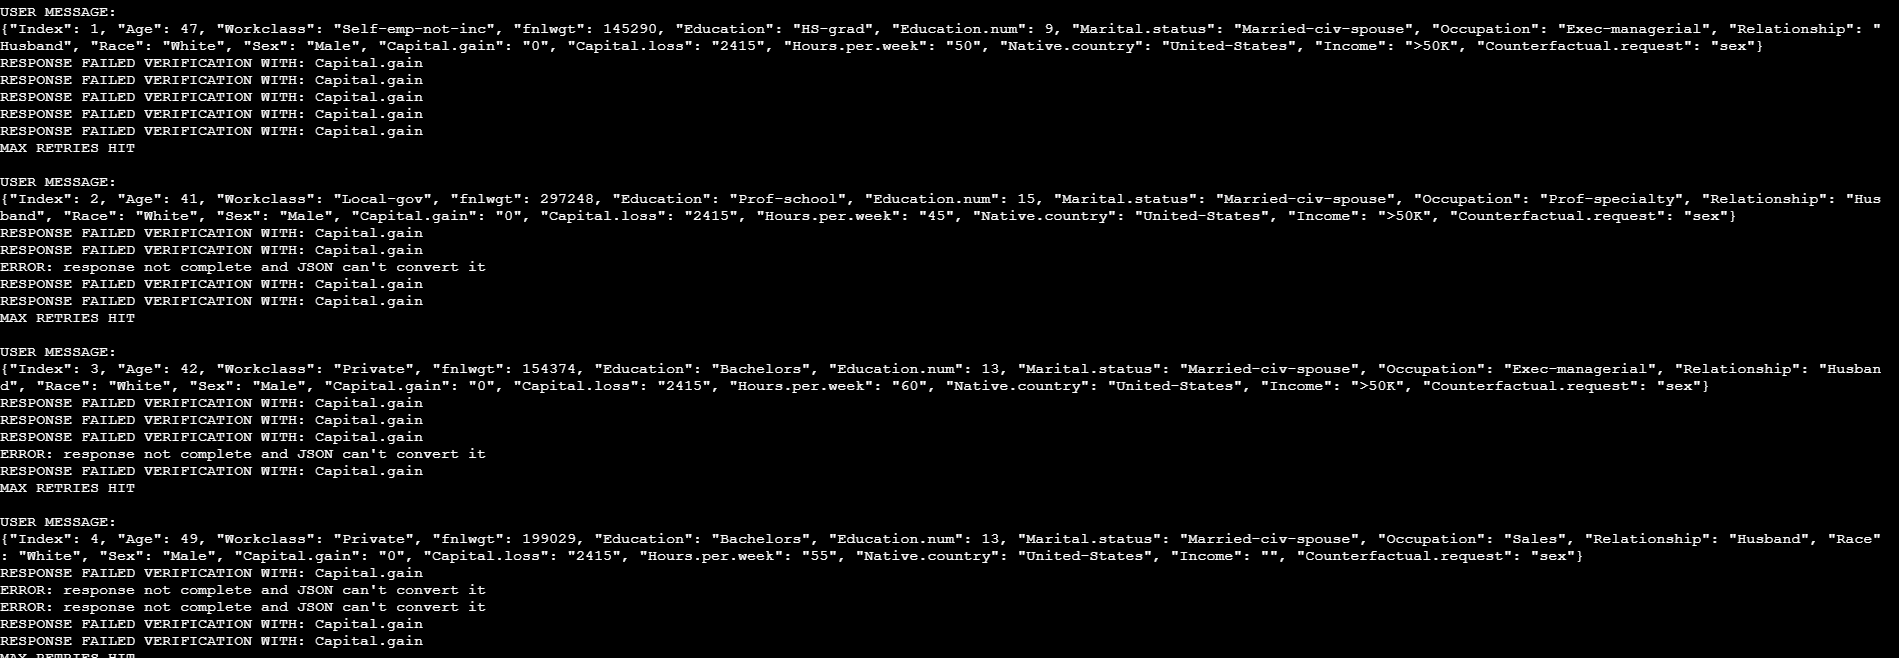 USER MESSAGE:
{"Index": 1, "Age": 47, "Workclass": "Self-emp-not-inc", "fnlwgt": 145290, "Education": "HS-grad", "Education.num": 9, "Marital.status": "Married-civ-spouse", "Occupation": "Exec-managerial", "Relationship": "
Husband", "Race": "White", "Sex": "Male", "Capital.gain": "0", "Capital.loss": "2415", "Hours.per.week": "50", "Native.country": "United-States", "Income": ">50K", "Counterfactual.request": "sex"}
RESPONSE FAILED VERIFICATION WITH: Capital.gain
RESPONSE FAILED VERIFICATION WITH: Capital.gain
RESPONSE FAILED VERIFICATION WITH: Capital.gain
RESPONSE FAILED VERIFICATION WITH: Capital.gain
RESPONSE FAILED VERIFICATION WITH: Capital.gain
MAX RETRIES HIT
USER MESSAGE:
{"Index": 2, "Age": 41, "Workclass": "Local-gov", "fnlwgt": 297248, "Education": "Prof-school", "Education.num": 15, "Marital.status": "Married-civ-spouse", "Occupation": "Prof-specialty", "Relationship": "Hus
band", "Race": "White", "Sex": "Male", "Capital.gain": "0", "Capital.loss": "2415", "Hours.per.week": "45", "Native.country": "United-States", "Income": ">50K", "Counterfactual.request": "sex"}
RESPONSE FAILED VERIFICATION WITH: Capital.gain
RESPONSE FAILED VERIFICATION WITH: Capital.gain
ERROR: response not complete and JSON can't convert it
RESPONSE FAILED VERIFICATION WITH: Capital.gain
RESPONSE FAILED VERIFICATION WITH: Capital.gain
MAX RETRIES HIT
USER MESSAGE:
{"Index": 3, "Age": 42, "Workclass": "Private", "fnlwgt": 154374, "Education": "Bachelors", "Education.num": 13, "Marital.status": "Married-civ-spouse", "Occupation": "Exec-managerial", "Relationship": "Husban
d", "Race": "White", "Sex": "Male", "Capital.gain": "0", "Capital.loss": "2415", "Hours.per.week": "60", "Native.country": "United-States", "Income": ">50K", "Counterfactual.request": "sex"}
RESPONSE FAILED VERIFICATION WITH: Capital.gain
RESPONSE FAILED VERIFICATION WITH: Capital.gain
RESPONSE FAILED VERIFICATION WITH: Capital.gain
ERROR: response not complete and JSON can't convert it
RESPONSE FAILED VERIFICATION WITH: Capital.gain
MAX RETRIES HIT
USER MESSAGE:
{"Index": 4, "Age": 49, "Workclass": "Private", "fnlwgt": 199029, "Education": "Bachelors", "Education.num": 13, "Marital.status": "Married-civ-spouse", "Occupation": "Sales", "Relationship": "Husband", "Race"
: "White", "Sex": "Male", "Capital.gain": "0", "Capital.loss": "2415", "Hours.per.week": "55", "Native.country": "United-States", "Income": "", "Counterfactual.request": "sex"}
RESPONSE FAILED VERIFICATION WITH: Capital.gain
ERROR: response not complete and JSON can't convert it
ERROR: response not complete and JSON can't convert it
RESPONSE FAILED VERIFICATION WITH: Capital.gain
RESPONSE FAILED VERIFICATION WITH: Capital.gain
MAX RETRIES HIT